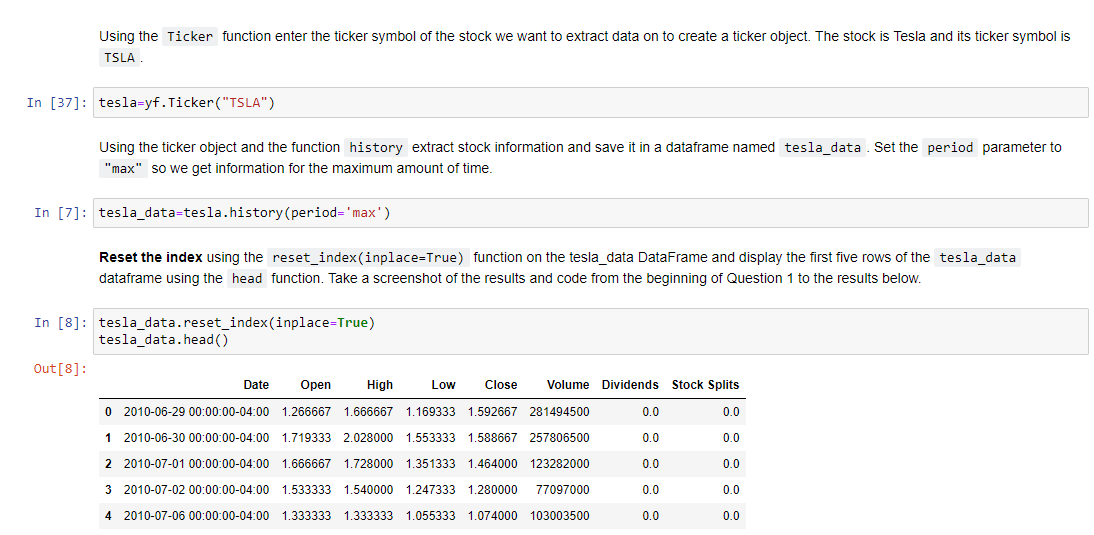 Using the Ticker function enter the ticker symbol of the stock we want to extract data on to create a ticker object. The stock is Tesla and its ticker symbol is
TSLA .
In [37]: tesla=yf.Ticker("TSLA")
Using the ticker object and the function history extract stock information and save it in a dataframe named tesla_data . Set the period parameter to
"max" so we get information for the maximum amount of time.
In [7]: tesla_data=tesla.history(period='max')
Reset the index using the reset_index(inplace=True) function on the tesla_data DataFrame and display the first five rows of the tesla_data
dataframe using the head function. Take a screenshot of the results and code from the beginning of Question 1 to the results below.
In [8]: tesla_data.reset_index(inplace=True)
tesla_data.head()
Out[8]:
Date Open High Low Close Volume Dividends Stock Splits
0 2010-06-29 00:00:00-04:00 1.266667 1.666667 1.169333 1.592667 281494500 0.0 0.0
1 2010-06-30 00:00:00-04:00 1.719333 2.028000 1.553333 1.588667 257806500 0.0 0.0
2 2010-07-01 00:00:00-04:00 1.666667 1.728000 1.351333 1.464000 123282000 0.0 0.0
3 2010-07-02 00:00:00-04:00 1.533333 1.540000 1.247333 1.280000 77097000 0.0 0.0
4 2010-07-06 00:00:00-04:00 1.333333 1.333333 1.055333 1.074000 103003500 0.0 0.0